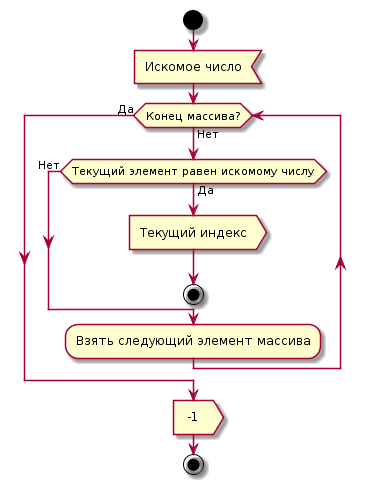 Искомое число
Да
Конец массива?
Нет
Нет
Текущий элемент равен искомому числу
Да
Текущий индекс
Взять следующий элемент массива
-1